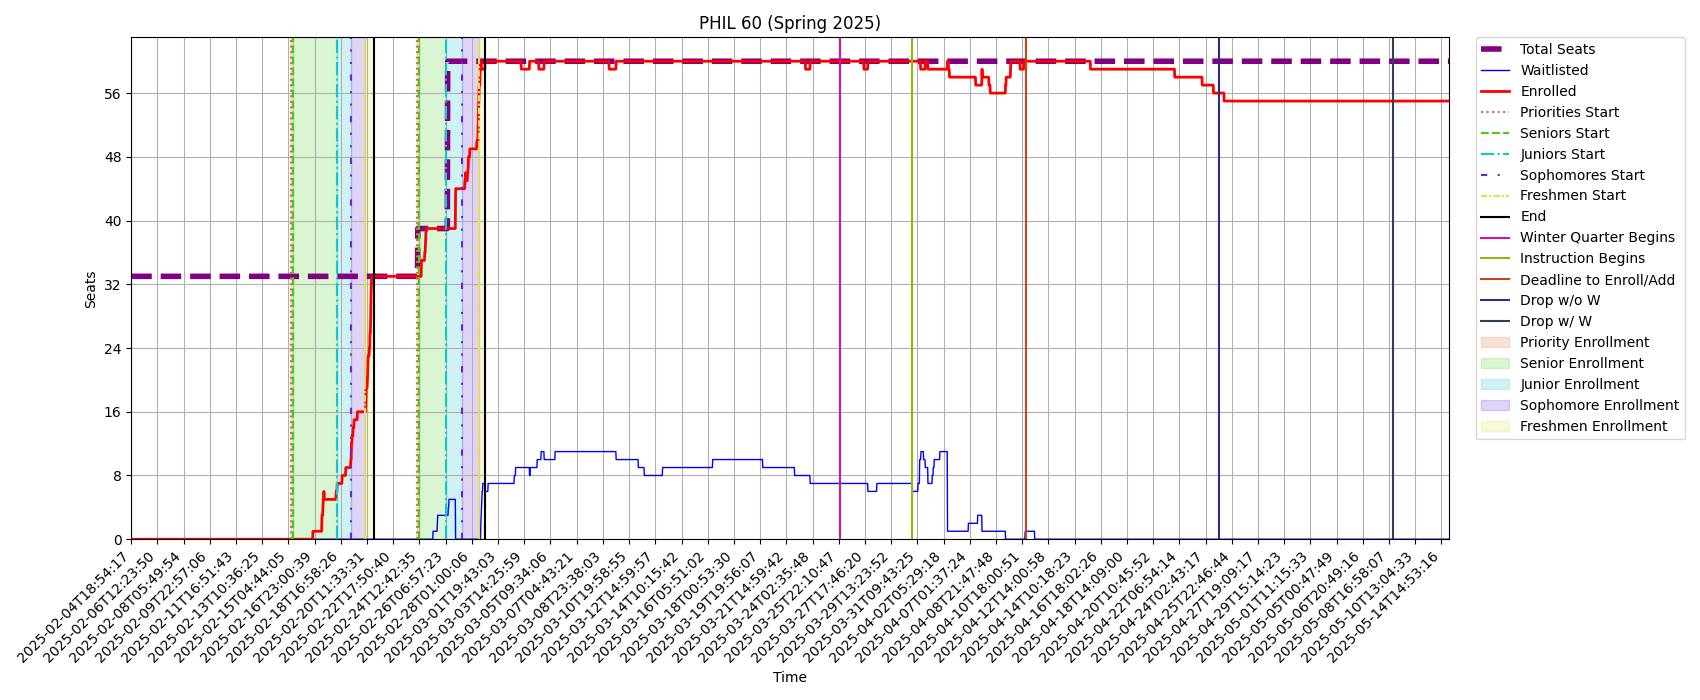 PHIL 60 (Spring 2025)
Seats
56
48
40
32
24
16
8
0
2025-02-04T18:54:17
2025-02-06T12:23:50
2025-02-08T05:49:54
2025-02-09T22:57:06
2025-02-11T16:51:43
2025-02-13T10:36:25
2025-02-15T04:44:05
2025-02-16T23:00:39
2025-02-18T16:58:26
2025-02-20T11:33:31
2025-02-22T17:50:40
2025-02-24T12:42:35
2025-02-26T06:57:23
2025-02-28T01:00:06
2025-03-01T19:43:03
2025-03-03T14:25:59
2025-03-05T09:34:06
2025-03-07T04:43:21
2025-03-08T23:38:03
2025-03-10T19:58:55
2025-03-12T14:59:57
2025-03-14T10:15:42
2025-03-16T05:51:02
2025-03-18T00:53:30
2025-03-19T19:56:07
2025-03-21T14:59:42
2025-03-24T02:35:48
2025-03-25T22:10:47
2025-03-27T17:46:20
2025-03-29T13:23:52
2025-03-31T09:43:25
2025-04-02T05:29:18
2025-04-07T01:37:24
2025-04-08T21:47:48
2025-04-10T18:00:51
2025-04-12T14:00:58
2025-04-14T10:18:23
2025-04-16T18:02:26
2025-04-18T14:09:00
2025-04-20T10:45:52
2025-04-22T06:54:14
2025-04-24T02:43:17
2025-04-25T22:46:44
2025-04-27T19:09:17
2025-04-29T15:14:23
2025-05-01T11:15:33
2025-05-05T00:47:49
2025-05-06T20:49:16
2025-05-08T16:58:07
2025-05-10T13:04:33
2025-05-14T14:53:16
Time
Total Seats
Waitlisted
Enrolled
Priorities Start
Seniors Start
Juniors Start
Sophomores Start
Freshmen Start
End
Winter Quarter Begins
Instruction Begins
Deadline to Enroll/Add
Drop w/o W
Drop w/ W
Priority Enrollment
Senior Enrollment
Junior Enrollment
Sophomore Enrollment
Freshmen Enrollment